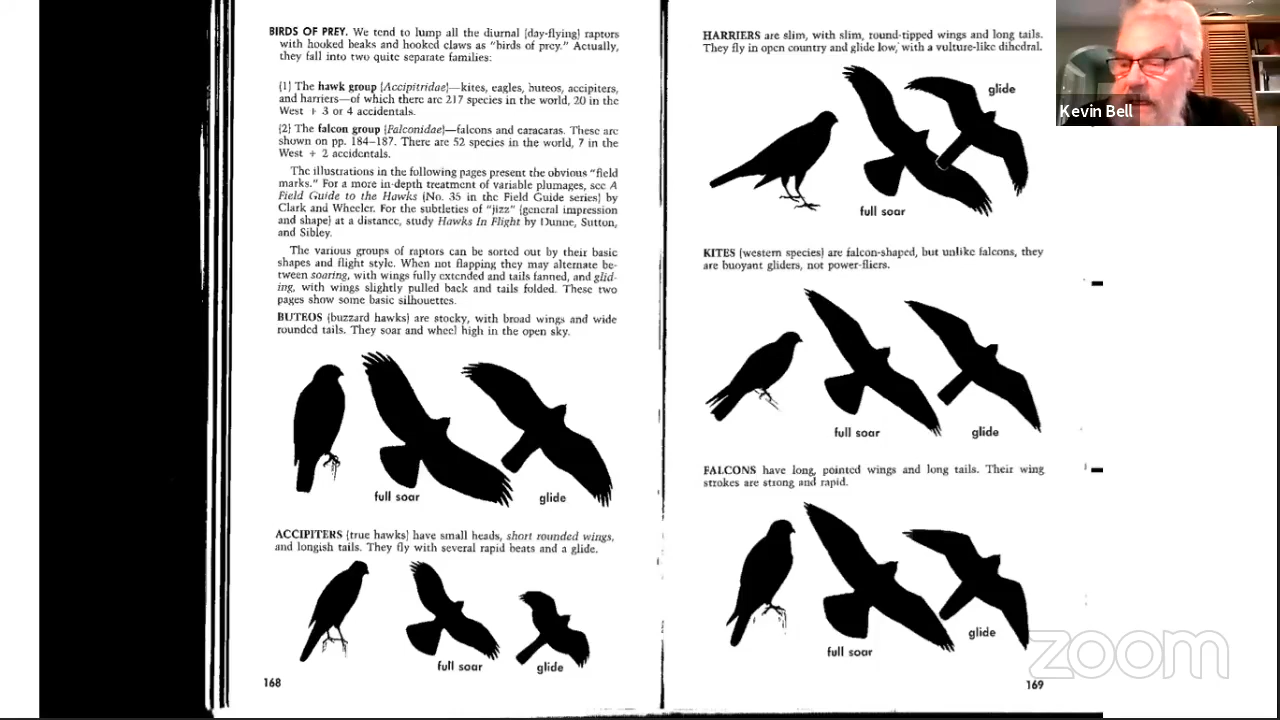 BIRDS OF PREY. We tend to lump all the diurnal (day-flying) raptors
with hooked beaks and hooked claws as "birds of prey." Actually,
they fall into two quite separate families:
(1) The hawk group (Accipitridae)—kites, eagles, buteos, accipiters,
and harriers—of which there are 217 species in the world, 20 in the
West + 3 or 4 accidentals.
(2) The falcon group (Falconidae)—falcons and caracaras. These are
shown on pp. 184–187. There are 52 species in the world, 7 in the
West + 2 accidentals.
The illustrations in the following pages present the obvious "field
marks." For a more in-depth treatment of variable plumages, see A
Field Guide to the Hawks (No. 35 in the Field Guide series) by
Clark and Wheeler. For the subtleties of "jizz" (general impression
and shape) at a distance, study Hawks In Flight by Dunne, Sutton,
and Sibley.
The various groups of raptors can be sorted out by their basic
shapes and flight style. When not flapping they may alternate be-
tween soaring, with wings fully extended and tails fanned, and glid-
ing, with wings slightly pulled back and tails folded. These two
pages show some basic silhouettes.
BUTEOS (buzzard hawks) are stocky, with broad wings and wide
rounded tails. They soar and wheel high in the open sky.
full soar
glide
ACCIPITERS (true hawks) have small heads, short rounded wings,
and longish tails. They fly with several rapid beats and a glide.
full soar
glide
168
HARRIERS are slim, with slim, round-tipped wings and long tails.
They fly in open country and glide low, with a vulture-like dihedral.
glide
full soar
KITES (western species) are falcon-shaped, but unlike falcons, they
are buoyant gliders, not power-fliers.
full soar
glide
FALCONS have long, pointed wings and long tails. Their wing
strokes are strong and rapid.
glide
full soar
169
Kevin Bell
zoom